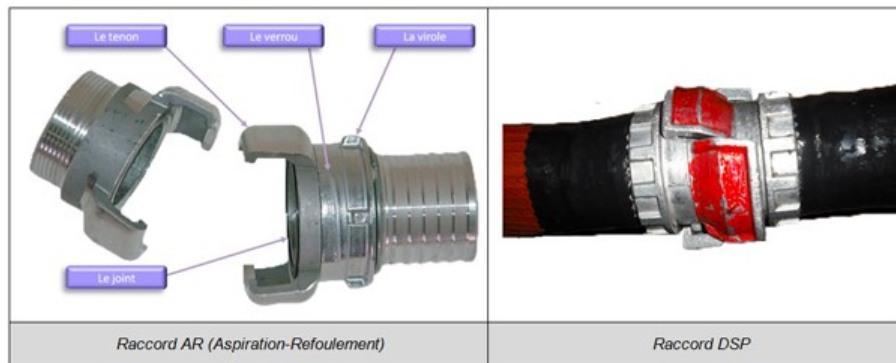 Le tenon
Le verrou
La virole
Le joint
Raccord AR (Aspiration-Refoulement)
Raccord DSP